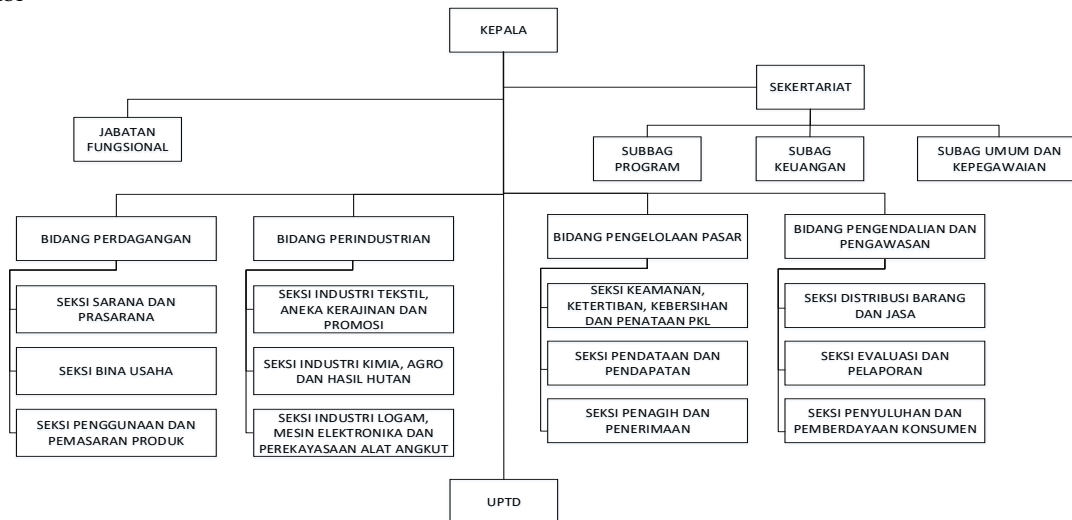 KEPALA
SEKERTARIAT
JABATAN
FUNGSIONAL
SUBBAG
PROGRAM
SUBAG
KEUANGAN
SUBAG UMUM DAN
KEPEGAWAIAN
BIDANG PERDAGANGAN
SEKSI SARANA DAN
PRASARANA
SEKSI BINA USAHA
SEKSI PENGGUNAAN DAN
PEMASARAN PRODUK
BIDANG PERINDUSTRIAN
SEKSI INDUSTRI TEKSTIL,
ANEKA KERAJINAN DAN
PROMOSI
SEKSI INDUSTRI KIMIA, AGRO
DAN HASIL HUTAN
SEKSI INDUSTRI LOGAM,
MESIN ELEKTRONIKA DAN
PEREKAYASAAN ALAT ANGKUT
BIDANG PENGELOLAAN PASAR
SEKSI KEAMANAN,
KETERTIBAN, KEBERSIHAN
DAN PENATAAN PKL
SEKSI PENDATAAN DAN
PENDAPATAN
SEKSI PENAGIH DAN
PENERIMAAN
BIDANG PENGENDALIAN DAN
PENGAWASAN
SEKSI DISTRIBUSI BARANG
DAN JASA
SEKSI EVALUASI DAN
PELAPORAN
SEKSI PENYULUHAN DAN
PEMBERDAYAAN KONSUMEN
UPTD